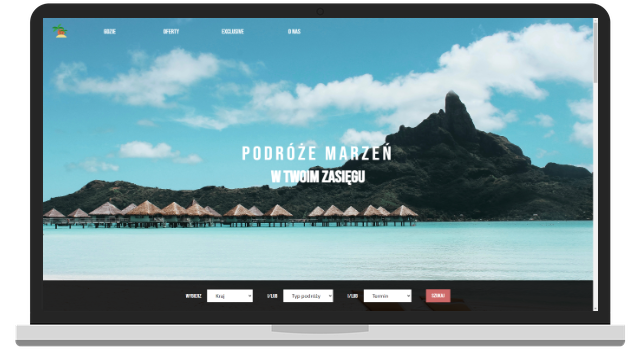 GDZIE OFERTY EXCLUSIVE O NAS
PODRÓŻE MARZEŃ
W TWOIM ZASIĘGU
WYBIERZ Kraj I/LUB Typ podróży I/LUB Termin SZUKAJ